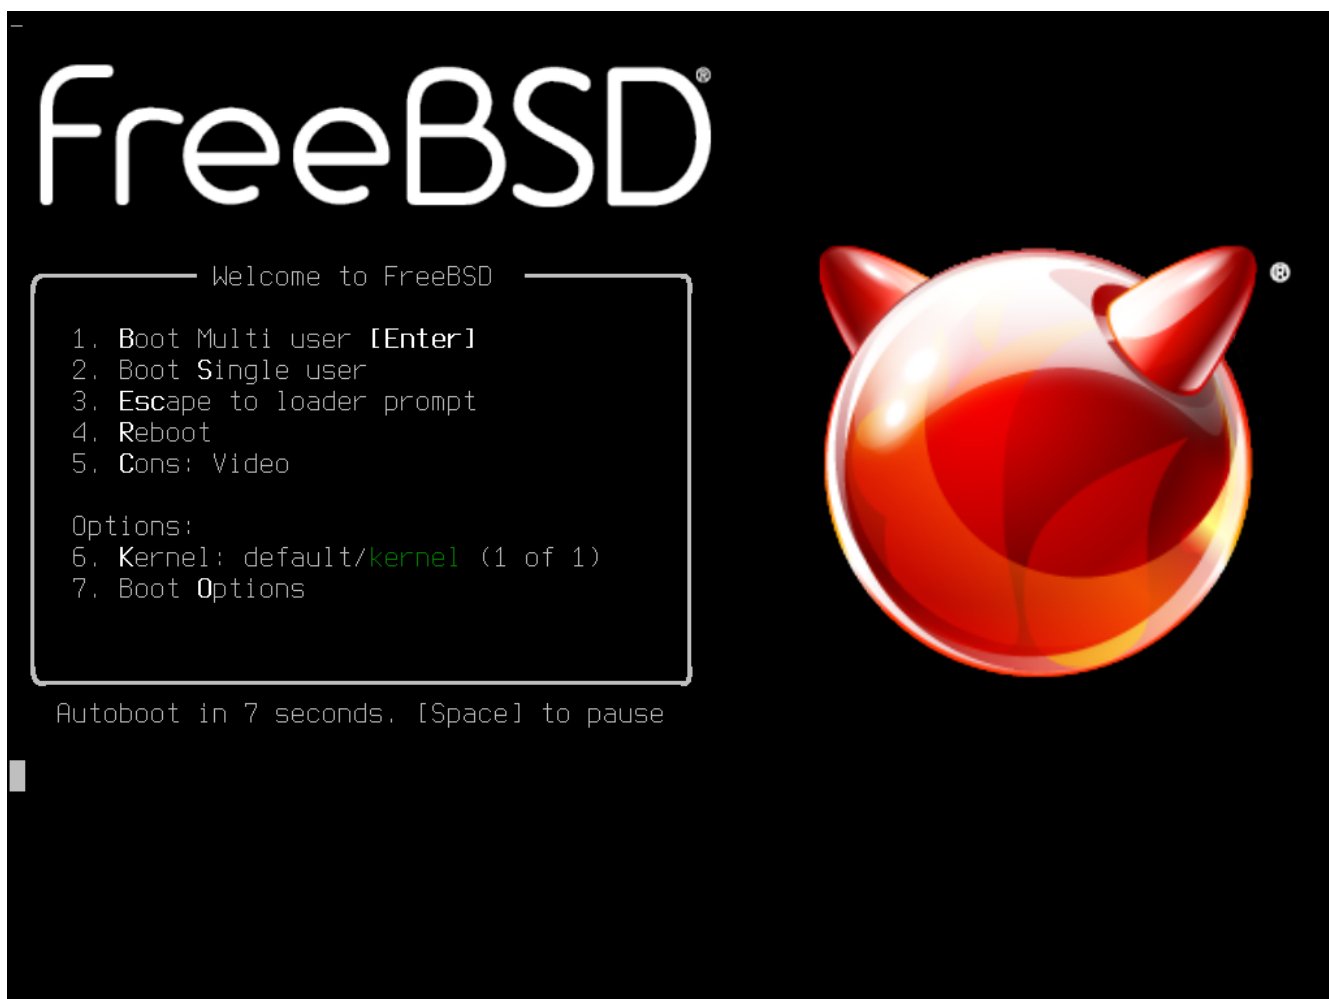 FreeBSD®
Welcome to FreeBSD
1. Boot Multi user [Enter]
2. Boot Single user
3. Escape to loader prompt
4. Reboot
5. Cons: Video
Options:
6. Kernel: default/kernel (1 of 1)
7. Boot Options
Autoboot in 7 seconds. [Space] to pause
®